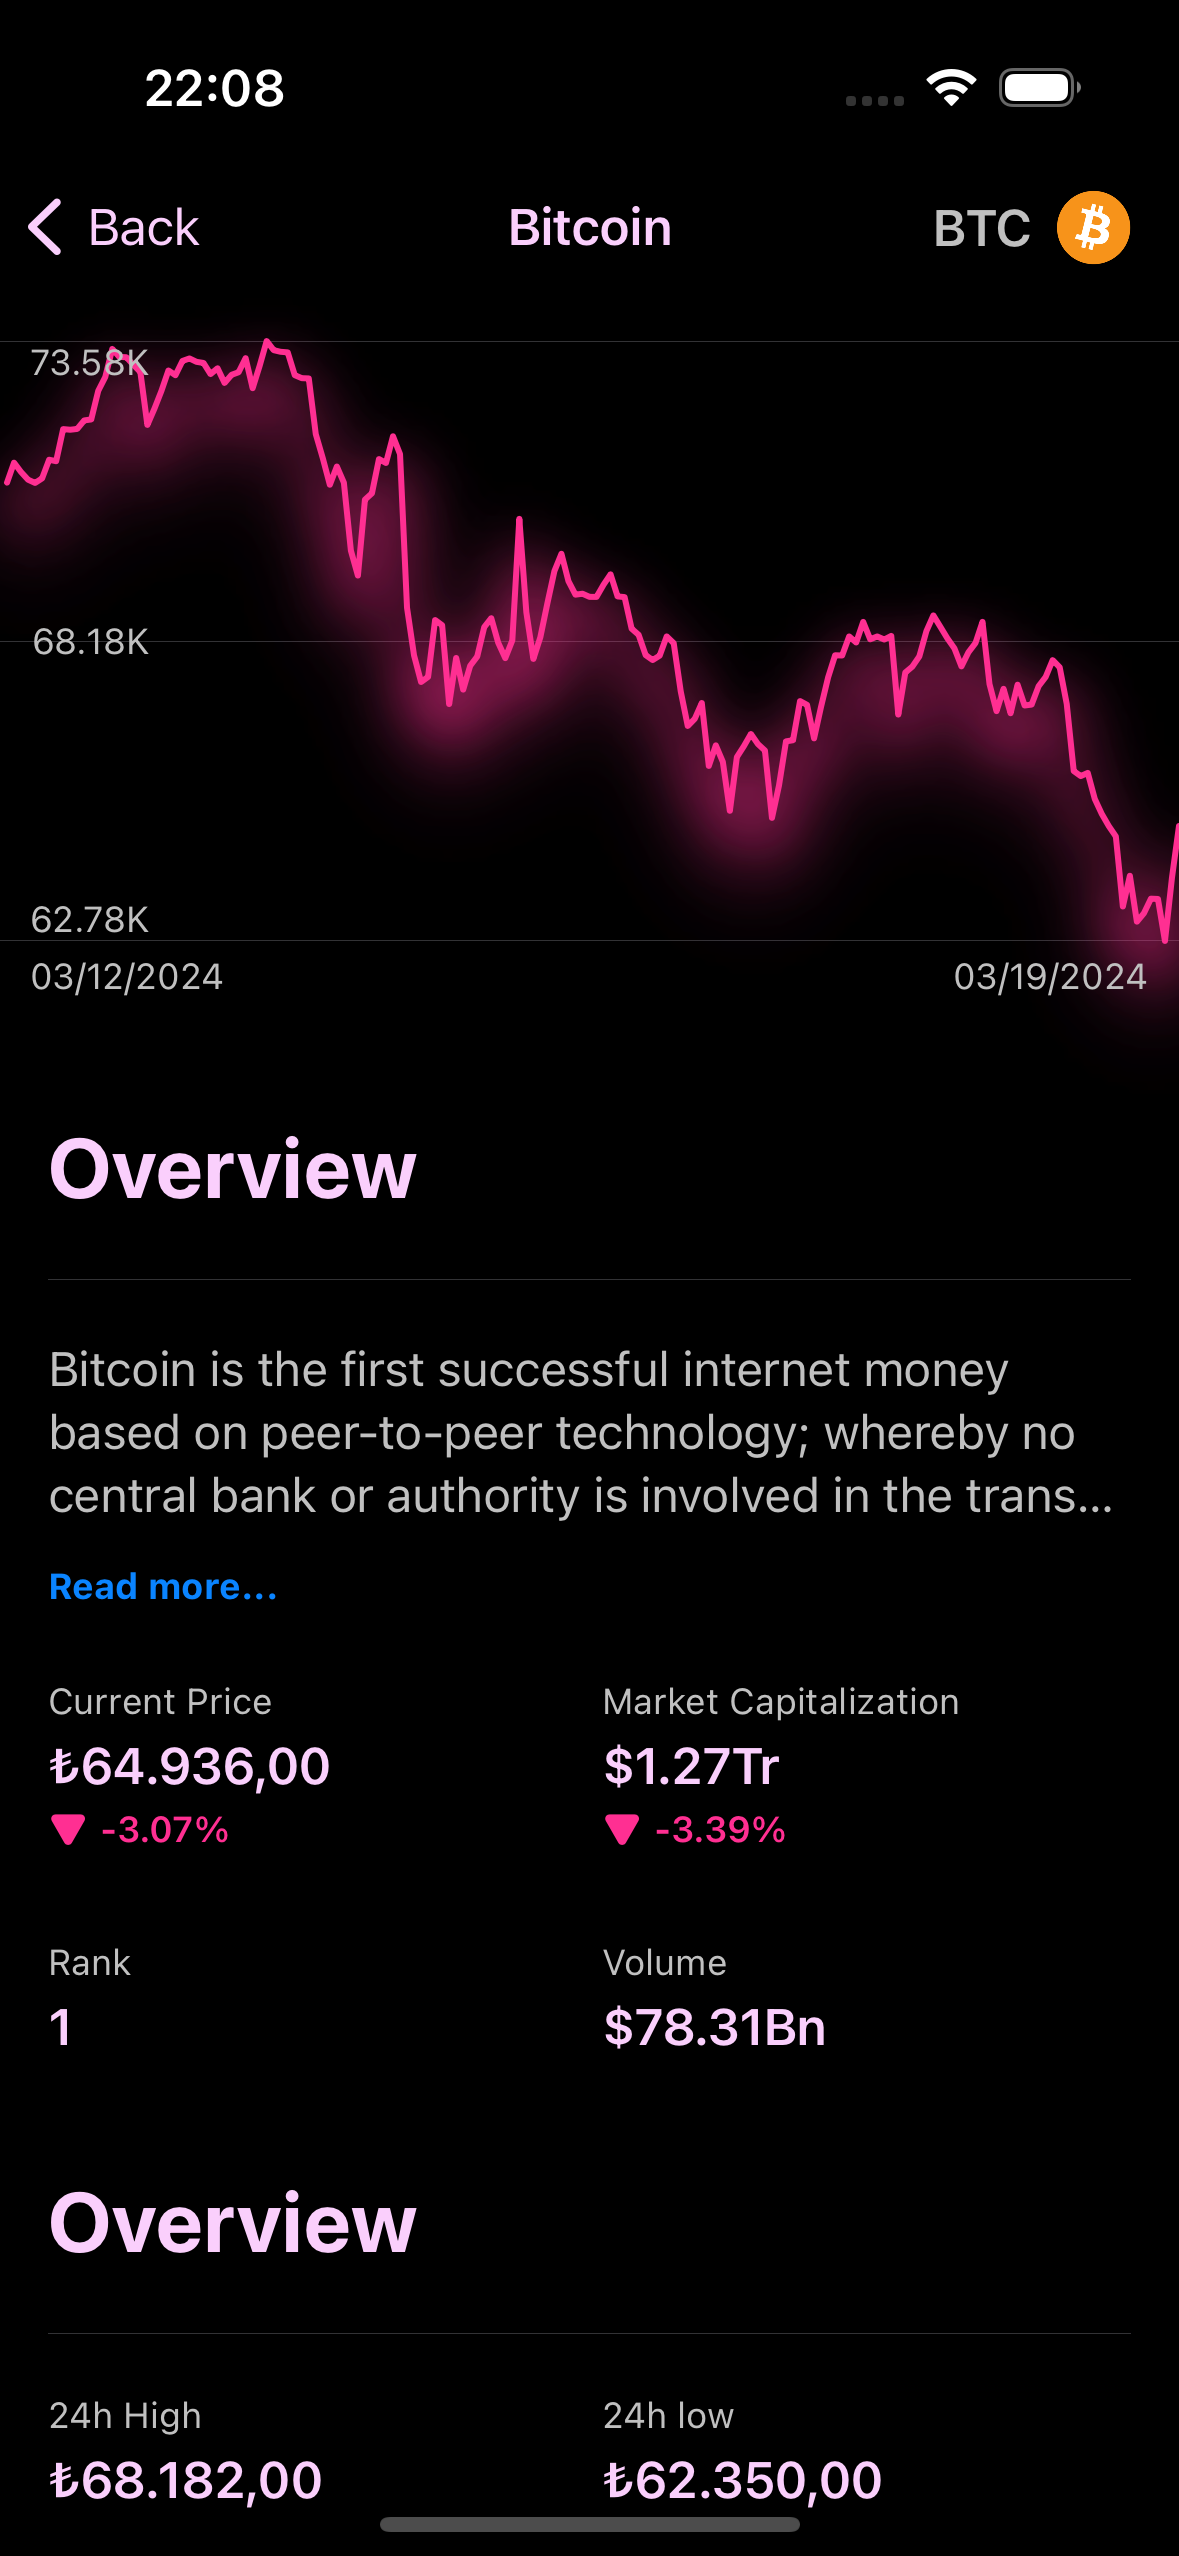 22:08
Back
Bitcoin
BTC
73.58K
68.18K
62.78K
03/12/2024
03/19/2024
Overview
Bitcoin is the first successful internet money
based on peer-to-peer technology; whereby no
central bank or authority is involved in the trans...
Read more...
Current Price
Market Capitalization
₺64.936,00
$1.27Tr
-3.07%
-3.39%
Rank
Volume
1
$78.31Bn
Overview
24h High
24h low
₺68.182,00
₺62.350,00